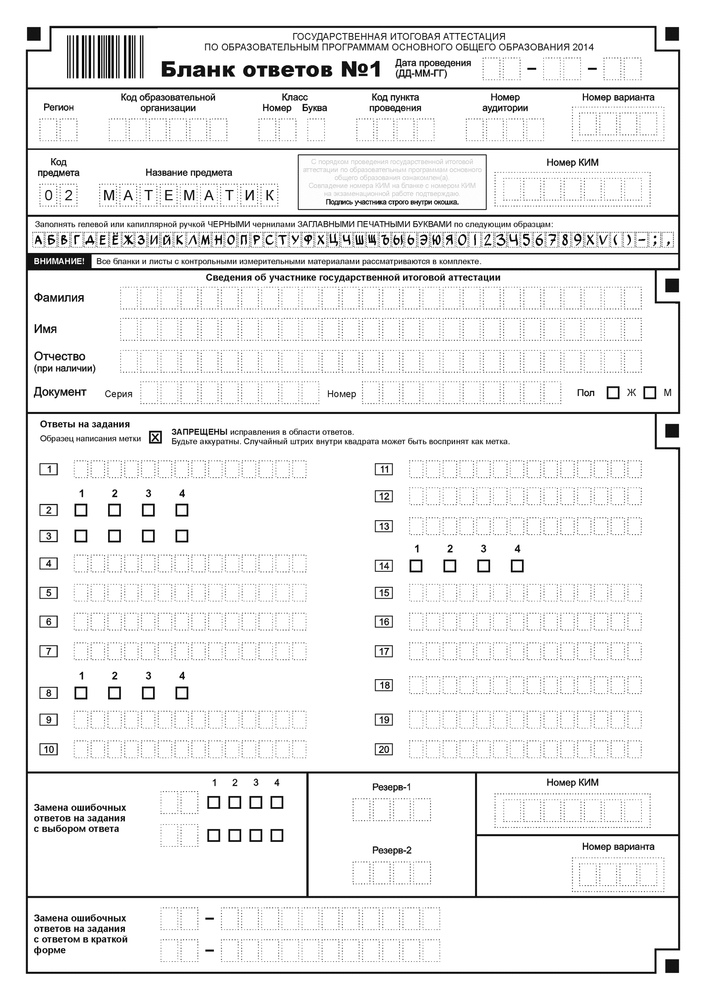 ГОСУДАРСТВЕННАЯ ИТОГОВАЯ АТТЕСТАЦИЯ
ПО ОБРАЗОВАТЕЛЬНЫМ ПРОГРАММАМ ОСНОВНОГО ОБЩЕГО ОБРАЗОВАНИЯ 2014
Бланк ответов №1
Дата проведения
(ДД-ММ-ГГ)
– –
Регион
Код образовательной
организации
Класс
Номер Буква
Код пункта
проведения
Номер
аудитории
Номер варианта
Код
предмета
0 2
Название предмета
М А Т Е М А Т И К
С порядком проведения государственной итоговой
аттестации по образовательным программам основного
общего образования ознакомлен(а).
Совпадение номера КИМ на бланке с номером КИМ
на экзаменационной работе подтверждаю.
Подпись участника строго внутри окошка.
Номер КИМ
Заполнять гелевой или капиллярной ручкой ЧЕРНЫМИ чернилами ЗАГЛАВНЫМИ ПЕЧАТНЫМИ БУКВАМИ по следующим образцам:
А Б В Г Д Е Ё Ж З И Й К Л М Н О П Р С Т У Ф Х Ц Ч Ш Щ Ъ Ы Ь Э Ю Я 0 1 2 3 4 5 6 7 8 9 X V ( ) - ; ,
ВНИМАНИЕ! Все бланки и листы с контрольными измерительными материалами рассматриваются в комплекте.
Сведения об участнике государственной итоговой аттестации
Фамилия
Имя
Отчество
(при наличии)
Документ Серия Номер Пол Ж М
Ответы на задания
Образец написания метки X
ЗАПРЕЩЕНЫ исправления в области ответов.
Будьте аккуратны. Случайный штрих внутри квадрата может быть воспринят как метка.
1
1 2 3 4
2
3
4
5
6
7
1 2 3 4
8
9
10
11
12
13
1 2 3 4
14
15
16
17
18
19
20
Замена ошибочных
ответов на задания
с выбором ответа
1 2 3 4
Резерв-1
Резерв-2
Номер КИМ
Номер варианта
Замена ошибочных
ответов на задания
с ответом в краткой
форме
–
–